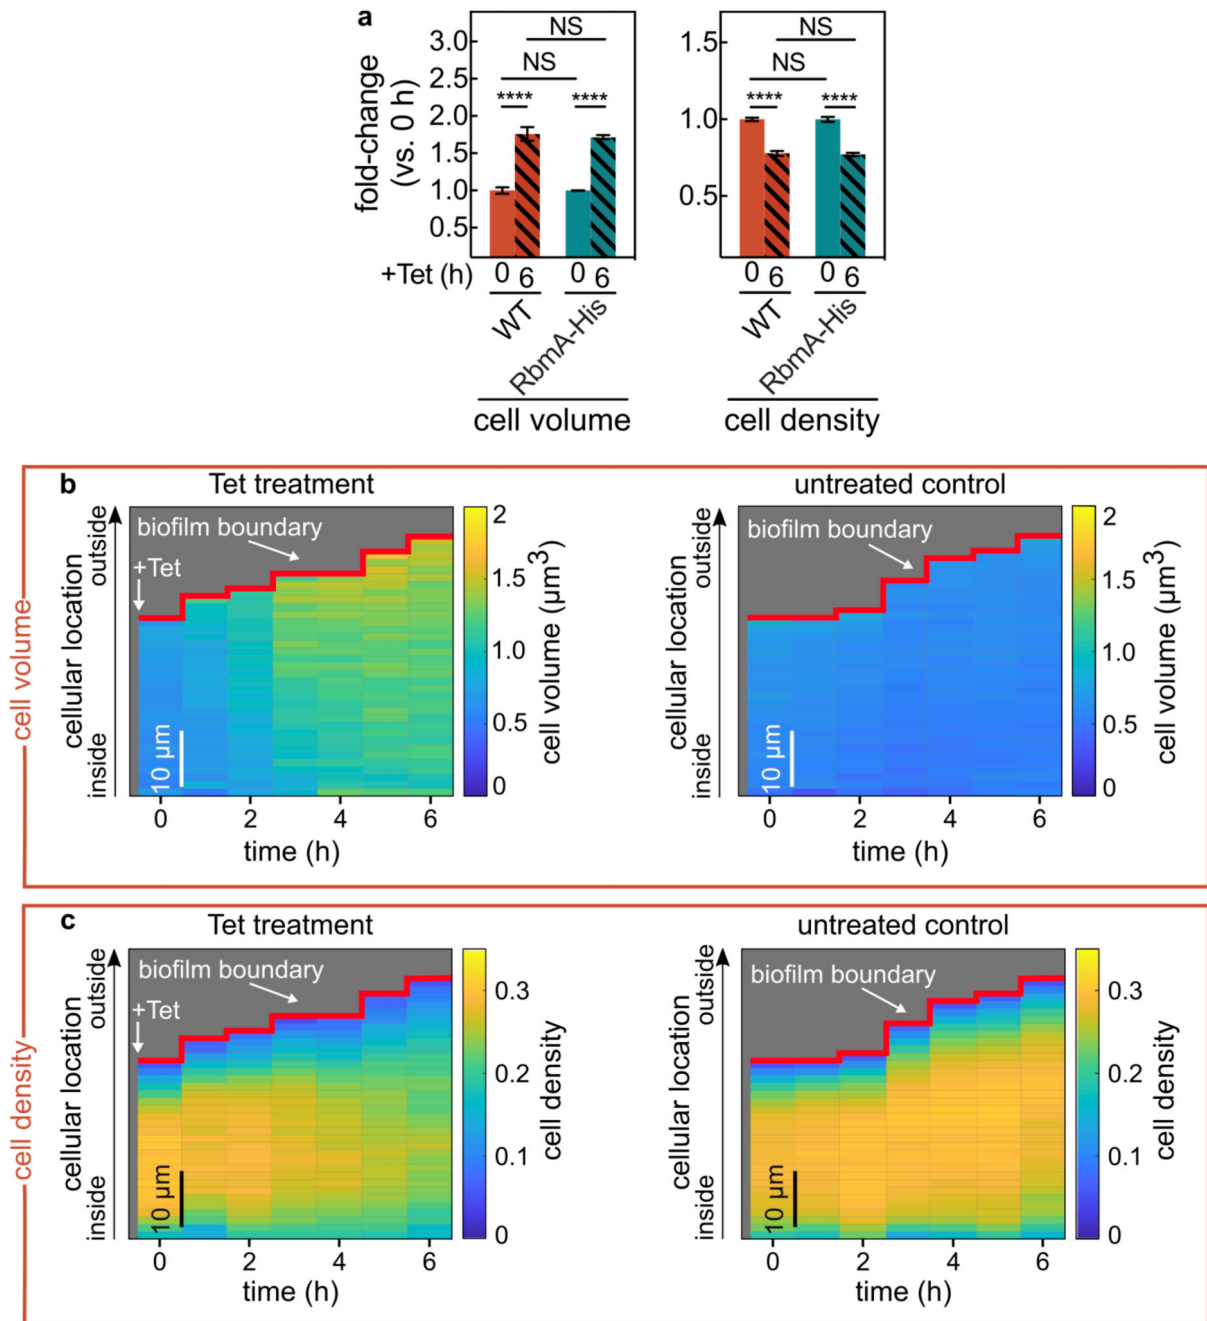 a
fold-change
(vs. 0 h)
3.0
2.5
2.0
1.5
1.0
0.5
NS
NS
**** ****
+Tet (h)
0 6 0 6
WT
RbmA-His
cell volume
1.5
1.0
0.5
NS
NS
**** ****
0 6 0 6
WT
RbmA-His
cell density
cell volume
b
Tet treatment
biofilm boundary
+Tet
outside
cellular location
inside
10 µm
0 2 4 6
time (h)
2
1.5
1.0
0.5
0
cell volume (µm³)
untreated control
biofilm boundary
outside
cellular location
inside
10 µm
0 2 4 6
time (h)
2
1.5
1.0
0.5
0
cell volume (µm³)
cell density
c
Tet treatment
biofilm boundary
+Tet
outside
cellular location
inside
10 µm
0 2 4 6
time (h)
0.3
0.2
0.1
0
cell density
untreated control
biofilm boundary
outside
cellular location
inside
10 µm
0 2 4 6
time (h)
0.3
0.2
0.1
0
cell density